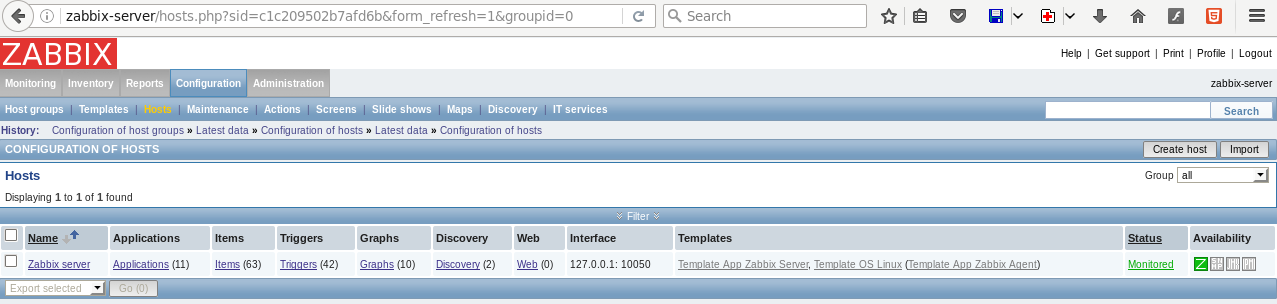 zabbix-server/hosts.php?sid=c1c209502b7afd6b&form_refresh=1&groupid=0 Search
ZABBIX
Help | Get support | Print | Profile | Logout
Monitoring Inventory Reports Configuration Administration zabbix-server
Host groups | Templates | Hosts | Maintenance | Actions | Screens | Slide shows | Maps | Discovery | IT services Search
History: Configuration of host groups » Latest data » Configuration of hosts » Latest data » Configuration of hosts
CONFIGURATION OF HOSTS Create host Import
Hosts Group all
Displaying 1 to 1 of 1 found
Filter
Name Applications Items Triggers Graphs Discovery Web Interface Templates Status Availability
Zabbix server Applications (11) Items (63) Triggers (42) Graphs (10) Discovery (2) Web (0) 127.0.0.1: 10050 Template App Zabbix Server, Template OS Linux (Template App Zabbix Agent) Monitored Z
Export selected Go (0)